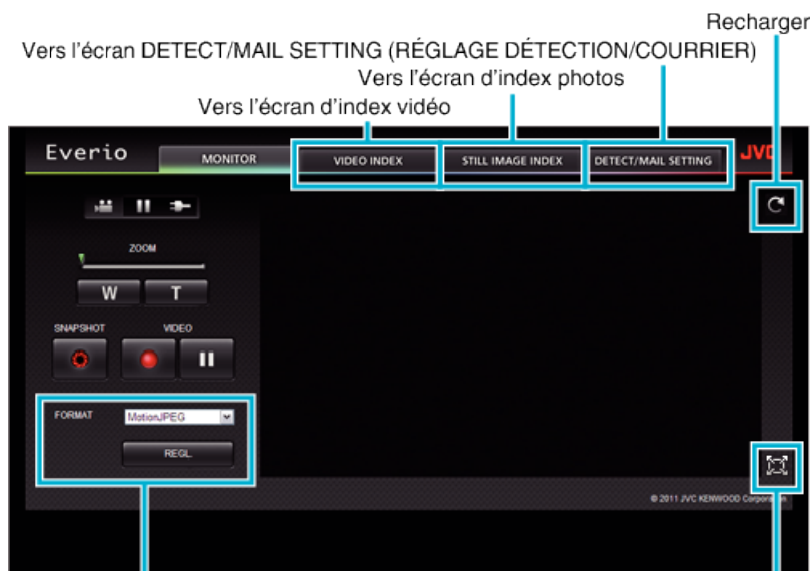 Recharger
Vers l'écran DETECT/MAIL SETTING (RÉGLAGE DÉTECTION/COURRIER)
Vers l'écran d'index photos
Vers l'écran d'index vidéo
Everio
MONITOR
VIDEO INDEX
STILL IMAGE INDEX
DETECT/MAIL SETTING
JVC
ZOOM
W T
SNAPSHOT VIDEO
FORMAT MotionJPEG
REGL.
© 2011 JVC KENWOOD Corporation